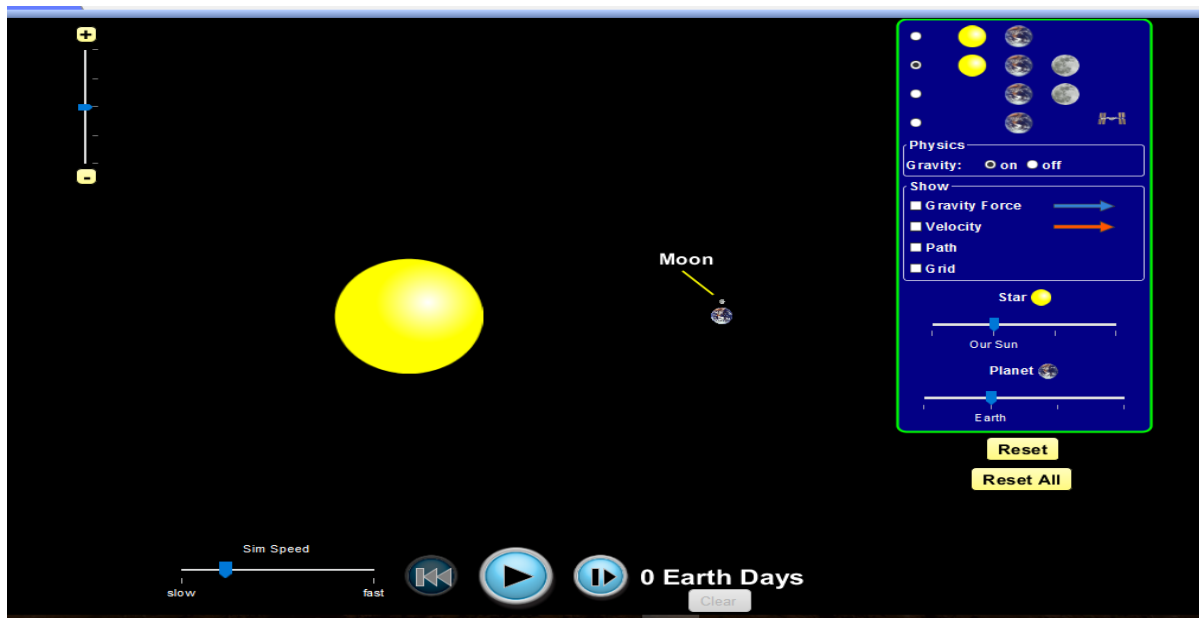 +
-
Moon
Physics
Gravity: on off
Show
Gravity Force
Velocity
Path
Grid
Star
Our Sun
Planet
Earth
Reset
Reset All
Sim Speed
slow fast
0 Earth Days
Clear